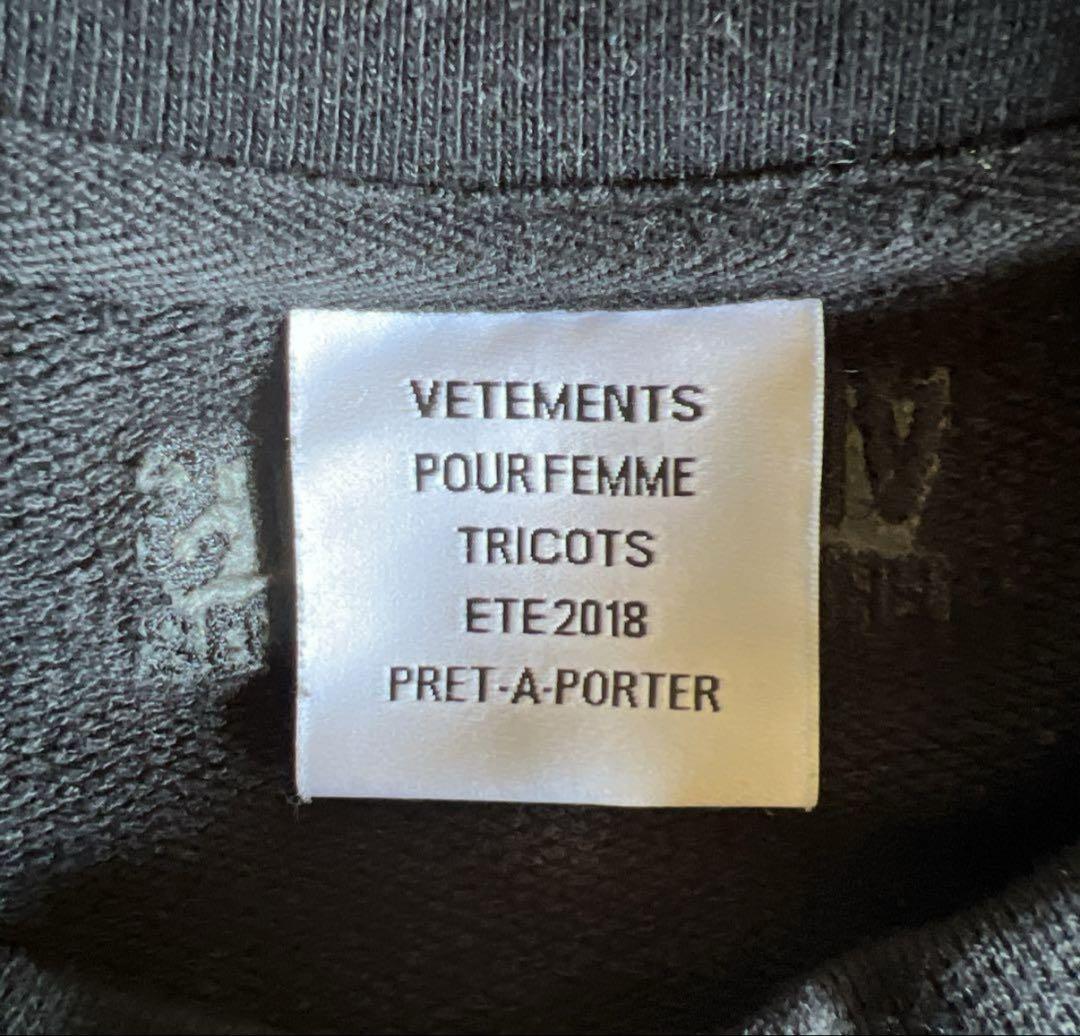 VETEMENTS
POUR FEMME
TRICOTS
ETE 2018
PRET-A-PORTER